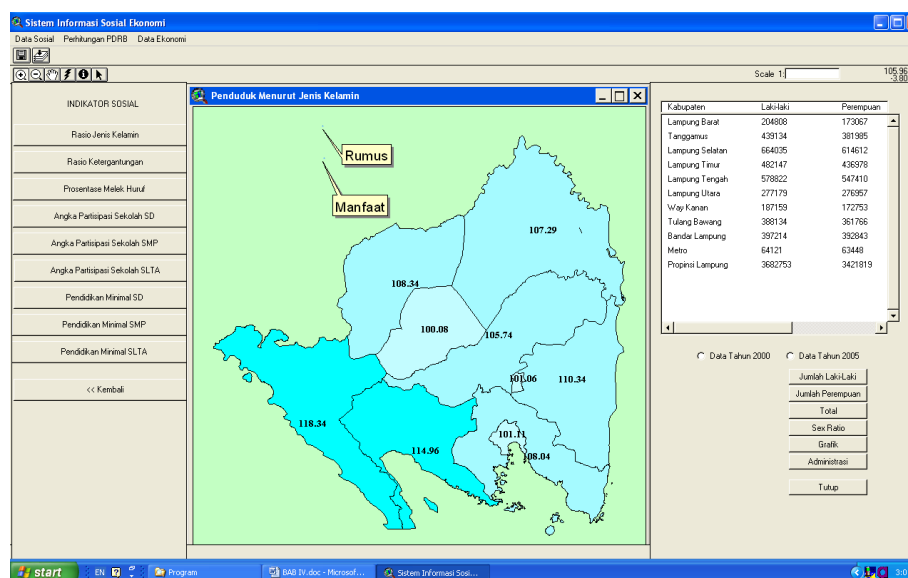 Sistem Informasi Sosial Ekonomi
Data Sosial Perhitungan PDRB Data Ekonomi
Scale 1:
105.96
-3.80
INDIKATOR SOSIAL
Rasio Jenis Kelamin
Rasio Ketergantungan
Prosentase Melek Huruf
Angka Partisipasi Sekolah SD
Angka Partisipasi Sekolah SMP
Angka Partisipasi Sekolah SLTA
Pendidikan Minimal SD
Pendidikan Minimal SMP
Pendidikan Minimal SLTA
<< Kembali
Penduduk Menurut Jenis Kelamin
Rumus
Manfaat
107.29
108.34
100.08
105.74
101.06
110.34
118.34
114.96
101.11
108.04
Kabupaten Laki-laki Perempuan
Lampung Barat 204808 173067
Tanggamus 439134 381985
Lampung Selatan 664035 614612
Lampung Timur 482147 436978
Lampung Tengah 578822 547410
Lampung Utara 277179 276957
Way Kanan 187159 172753
Tulang Bawang 388134 361766
Bandar Lampung 397214 392843
Metro 64121 63448
Propinsi Lampung 3682753 3421819
Data Tahun 2000 Data Tahun 2005
Jumlah Laki-Laki
Jumlah Perempuan
Total
Sex Ratio
Grafik
Administrasi
Tutup
start EN Program BAB IV.doc - Microsof... Sistem Informasi Sosi... 3:0